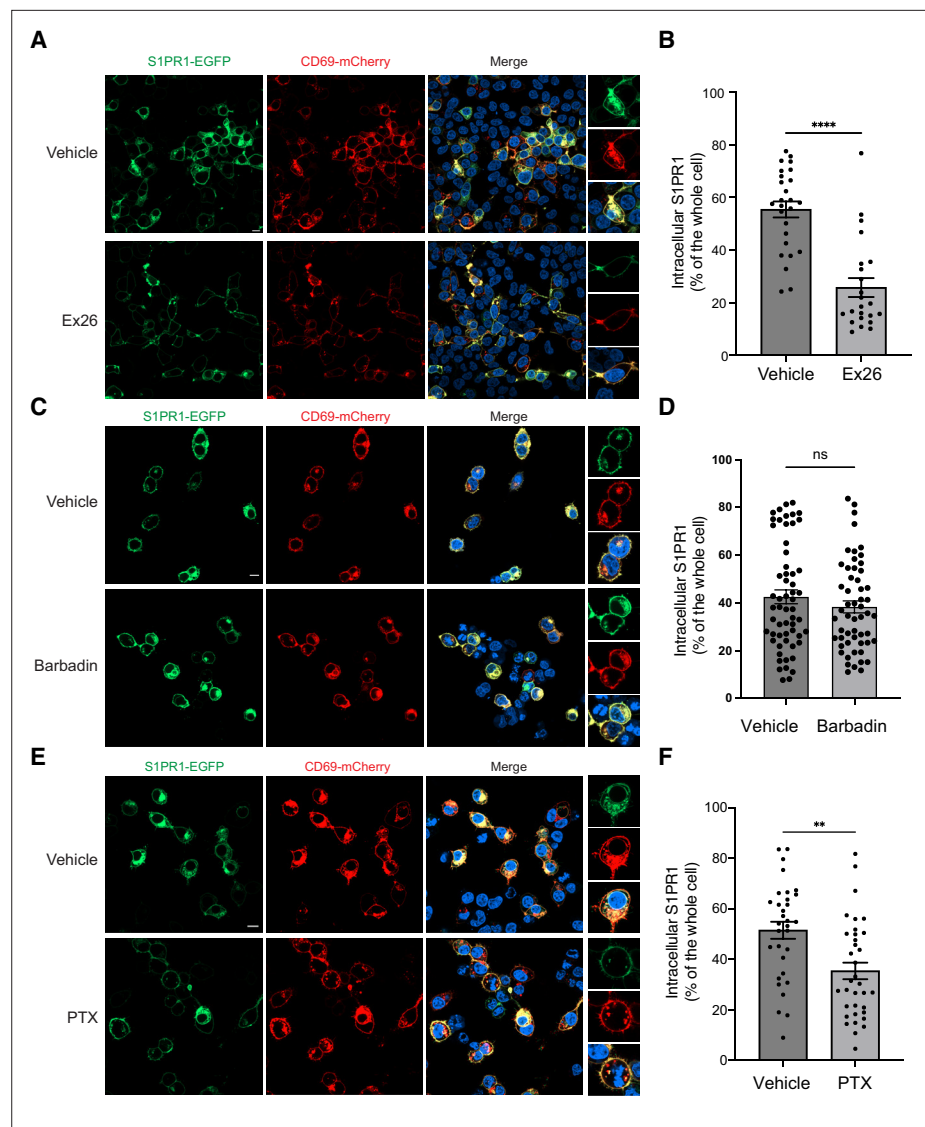 A
S1PR1-EGFP CD69-mCherry Merge
Vehicle
Ex26
B
Intracellular S1PR1
(% of the whole cell)
100
80
60
40
20
0
****
Vehicle Ex26
C
S1PR1-EGFP CD69-mCherry Merge
Vehicle
Barbadin
D
Intracellular S1PR1
(% of the whole cell)
100
80
60
40
20
0
ns
Vehicle Barbadin
E
S1PR1-EGFP CD69-mCherry Merge
Vehicle
PTX
F
Intracellular S1PR1
(% of the whole cell)
100
80
60
40
20
0
**
Vehicle PTX